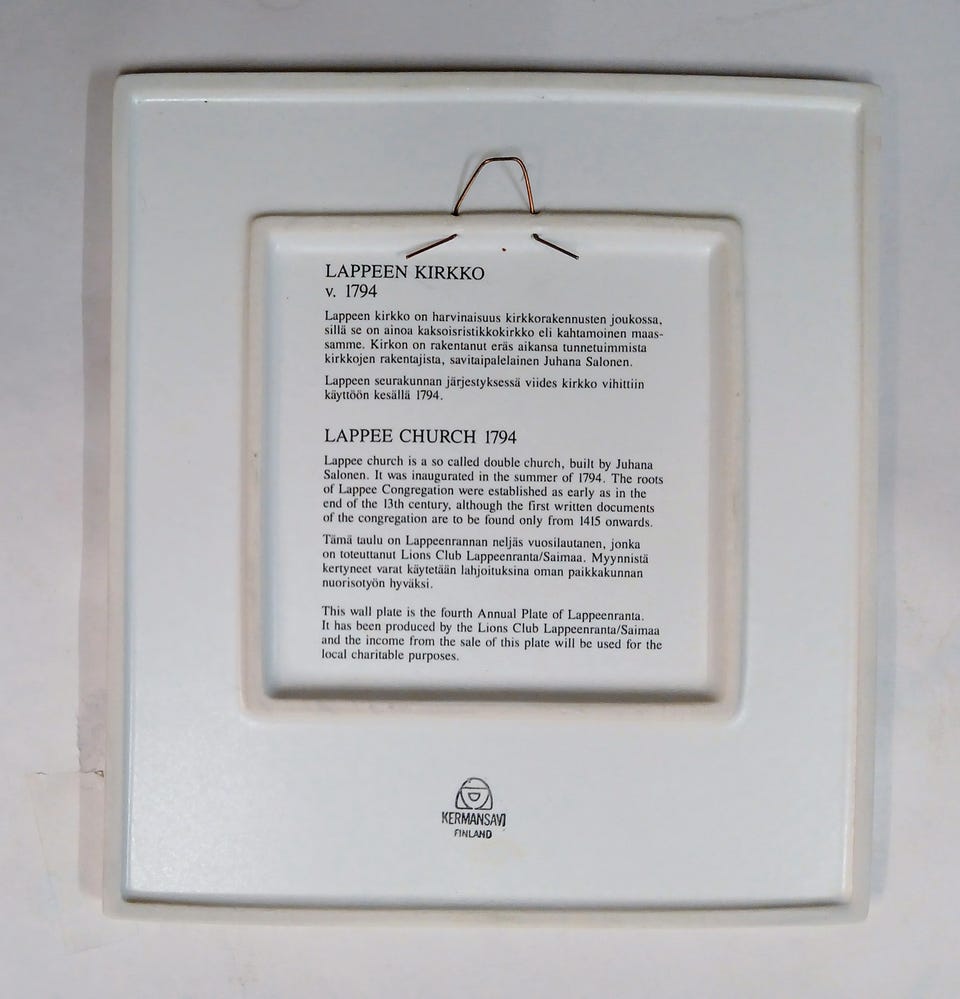 LAPPEEN KIRKKO
v. 1794
Lappeen kirkko on harvinaisuus kirkkorakennusten joukossa,
sillä se on ainoa kaksoisristikkokirkko eli kahtamoinen maas-
samme. Kirkon on rakentanut eräs aikansa tunnetuimmista
kirkkojen rakentajista, savitaipalelainen Juhana Salonen.
Lappeen seurakunnan järjestyksessä viides kirkko vihittiin
käyttöön kesällä 1794.
LAPPEE CHURCH 1794
Lappee church is a so called double church, built by Juhana
Salonen. It was inaugurated in the summer of 1794. The roots
of Lappee Congregation were established as early as in the
end of the 13th century, although the first written documents
of the congregation are to be found only from 1415 onwards.
Tämä taulu on Lappeenrannan neljäs vuosilautanen, jonka
on toteuttanut Lions Club Lappeenranta/Saimaa. Myynnistä
kertyneet varat käytetään lahjoituksina oman paikkakunnan
nuorisotyön hyväksi.
This wall plate is the fourth Annual Plate of Lappeenranta.
It has been produced by the Lions Club Lappeenranta/Saimaa
and the income from the sale of this plate will be used for the
local charitable purposes.
KERMANSAVI
FINLAND